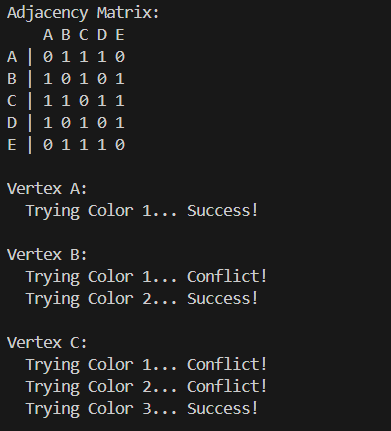 Adjacency Matrix:
    A B C D E
A | 0 1 1 1 0
B | 1 0 1 0 1
C | 1 1 0 1 1
D | 1 0 1 0 1
E | 0 1 1 1 0

Vertex A:
  Trying Color 1... Success!

Vertex B:
  Trying Color 1... Conflict!
  Trying Color 2... Success!

Vertex C:
  Trying Color 1... Conflict!
  Trying Color 2... Conflict!
  Trying Color 3... Success!